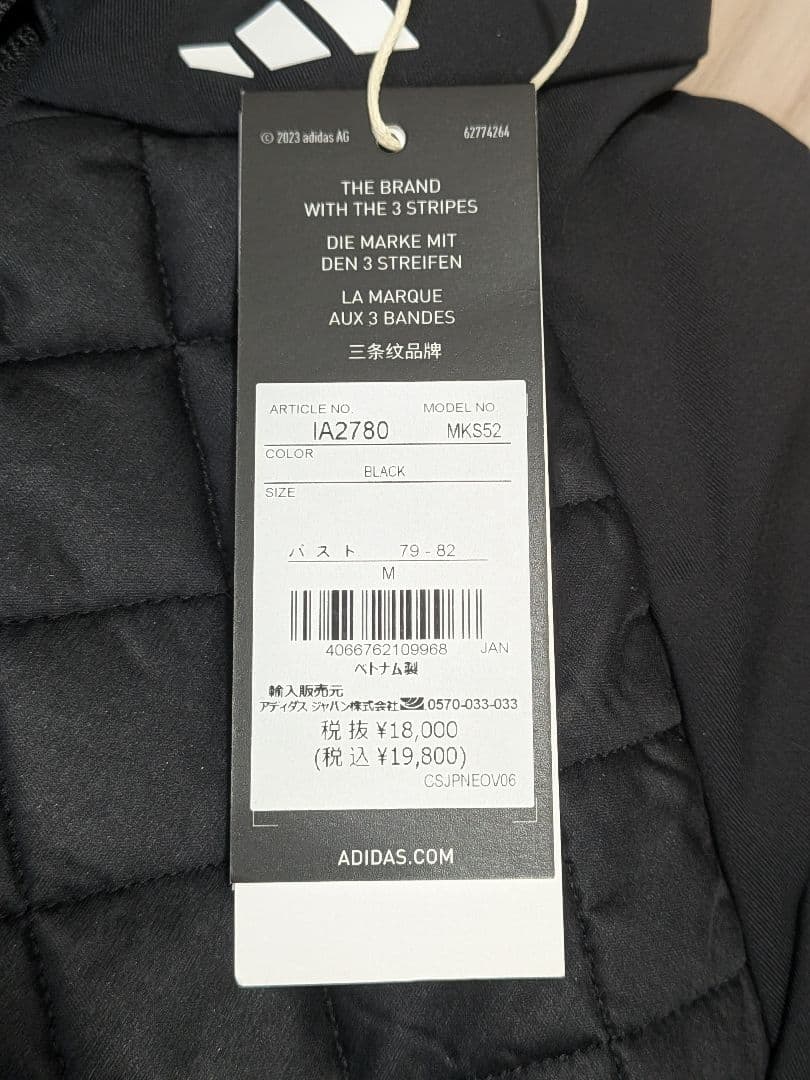 © 2023 adidas AG
62774264
THE BRAND
WITH THE 3 STRIPES
DIE MARKE MIT
DEN 3 STREIFEN
LA MARQUE
AUX 3 BANDES
三条纹品牌
ARTICLE NO. MODEL NO.
IA2780 MKS52
COLOR
BLACK
SIZE
バスト 79-82
M
4066762109968 JAN
ベトナム製
輸入販売元
アディダス ジャパン株式会社 0570-033-033
税抜 ¥18,000
(税込 ¥19,800)
CSJPNEOV06
ADIDAS.COM